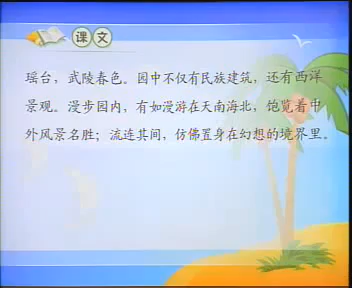 课文
瑶台，武陵春色。园中不仅有民族建筑，还有西洋
景观。漫步园内，有如漫游在天南海北，饱览着中
外风景名胜；流连其间，仿佛置身在幻想的境界里。